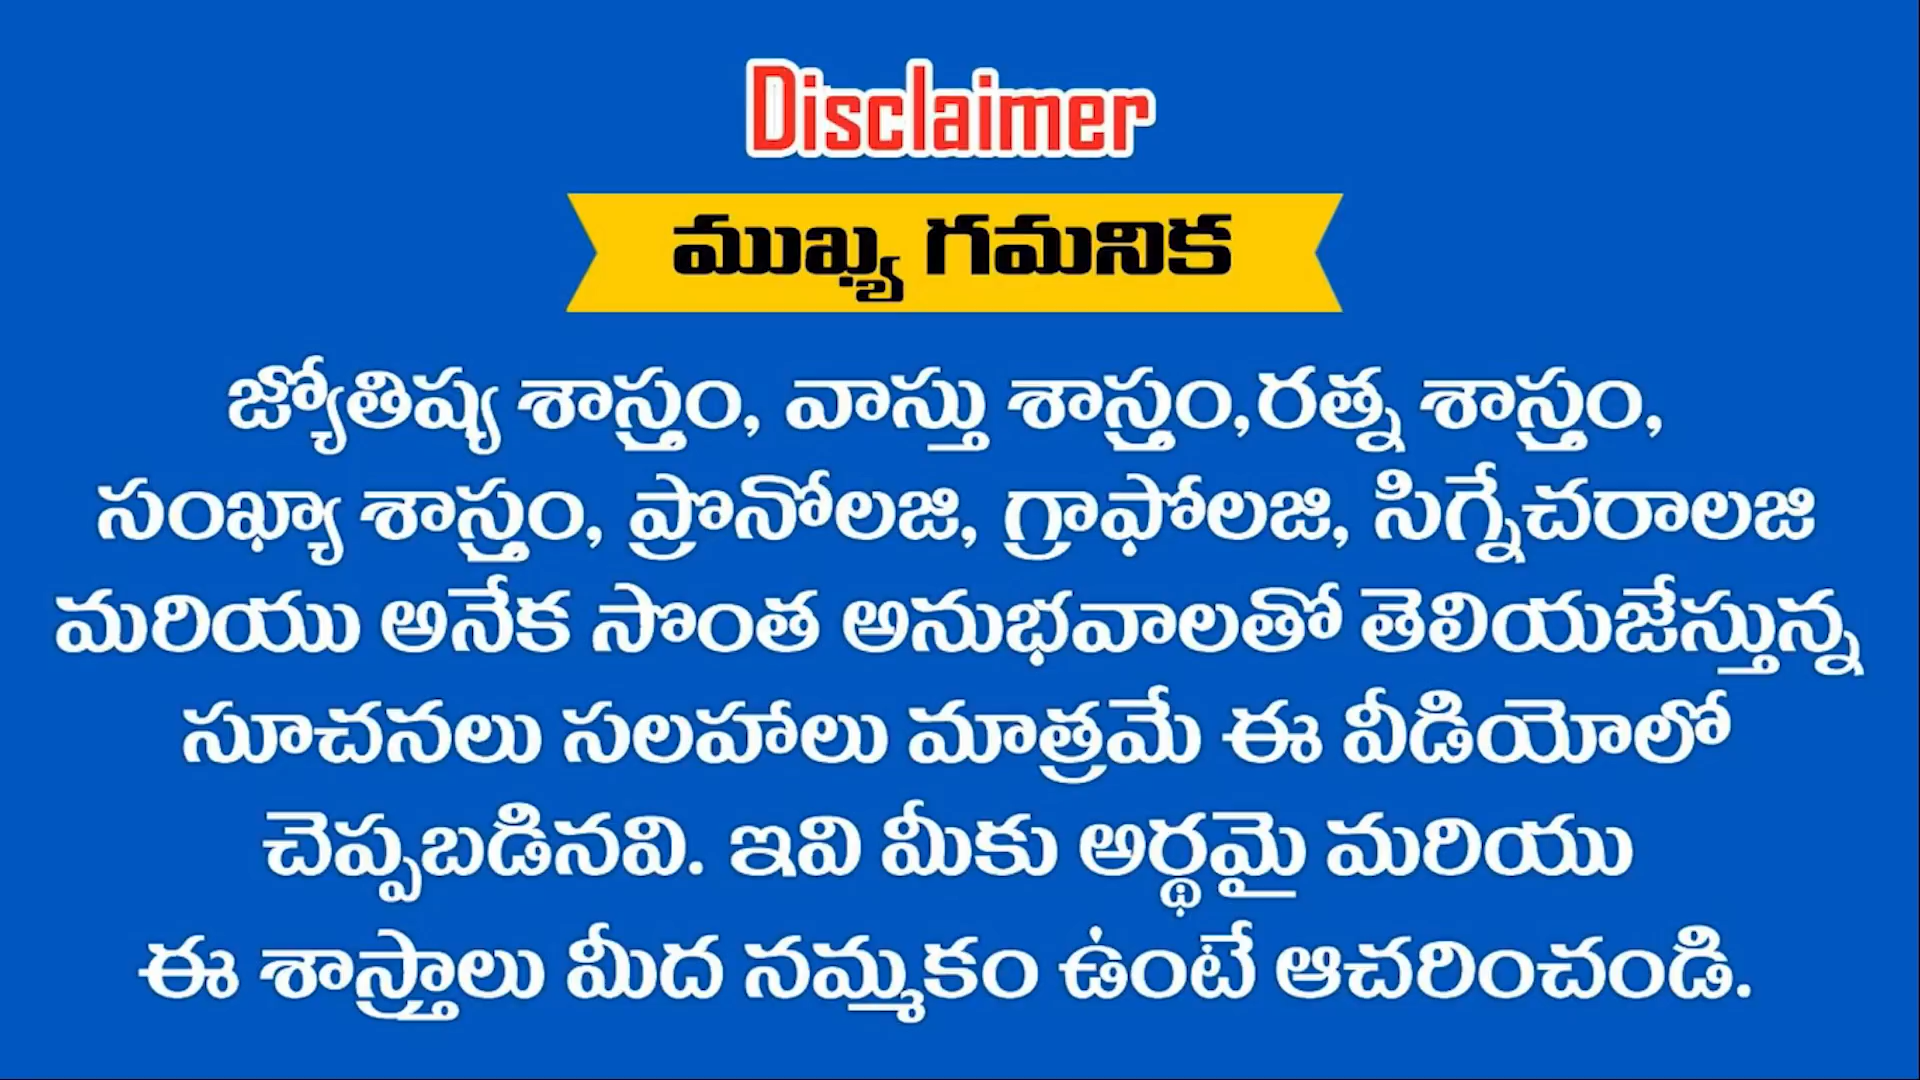 Disclaimer
ముఖ్య గమనిక
జ్యోతిష్య శాస్త్రం, వాస్తు శాస్త్రం,రత్న శాస్త్రం,
సంఖ్యా శాస్త్రం, ప్రొనోలజి, గ్రాఫోలజి, సిగ్నేచరాలజి
మరియు అనేక సొంత అనుభవాలతో తెలియజేస్తున్న
సూచనలు సలహాలు మాత్రమే ఈ వీడియోలో
చెప్పబడినవి. ఇవి మీకు అర్థమై మరియు
ఈ శాస్త్రాలు మీద నమ్మకం ఉంటే ఆచరించండి.